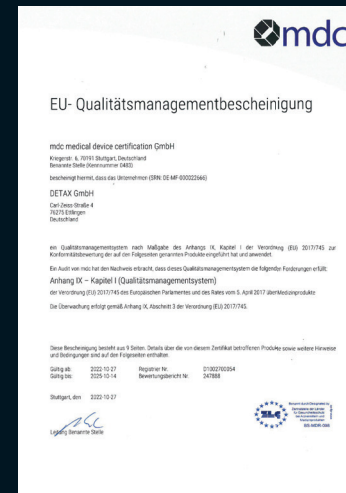 mdc
EU- Qualitätsmanagementbescheinigung
mdc medical device certification GmbH
Kriegerstr. 6, 70191 Stuttgart, Deutschland
Benannte Stelle (Kennnummer 0483)
bescheinigt hiermit, dass das Unternehmen (SRN: DE-MF-000022666)
DETAX GmbH
Carl-Zeiss-Straße 4
76275 Ettlingen
Deutschland
ein Qualitätsmanagementsystem nach Maßgabe des Anhangs IX, Kapitel I der Verordnung (EU) 2017/745 zur
Konformitätsbewertung der auf den Folgeseiten genannten Produkte eingeführt hat und anwendet.
Ein Audit von mdc hat den Nachweis erbracht, dass dieses Qualitätsmanagementsystem die folgenden Forderungen erfüllt:
Anhang IX – Kapitel I (Qualitätsmanagementsystem)
der Verordnung (EU) 2017/745 des Europäischen Parlamentes und des Rates vom 5. April 2017 über Medizinprodukte
Die Überwachung erfolgt gemäß Anhang IX, Abschnitt 3 der Verordnung (EU) 2017/745.
Diese Bescheinigung besteht aus 9 Seiten. Details über die von diesem Zertifikat betroffenen Produkte sowie weitere Hinweise
und Bedingungen sind auf den Folgeseiten enthalten.
Gültig ab: 2022-10-27 Registrier Nr. D1002700064
Gültig bis: 2025-10-14 Bewertungsbericht Nr. 247888
Stuttgart, den 2022-10-27
Leitung Benannte Stelle
ZLG